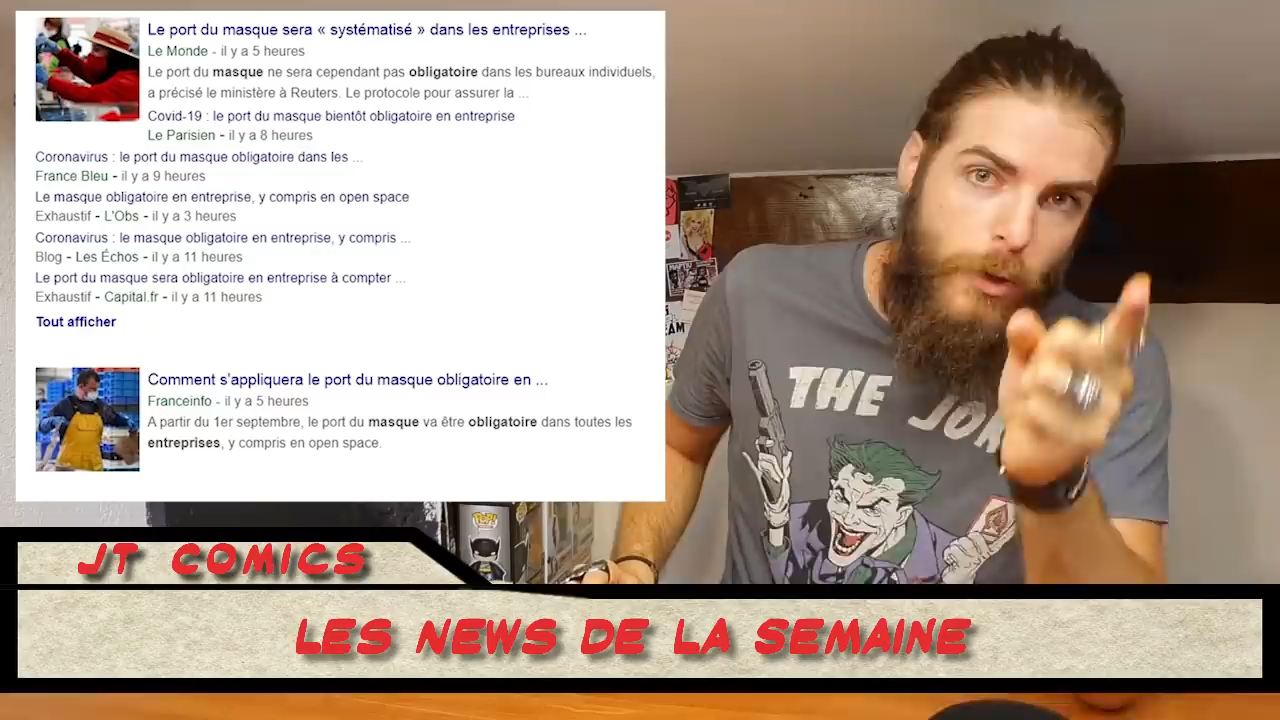 Le port du masque sera « systématisé » dans les entreprises ...
Le Monde - il y a 5 heures
Le port du masque ne sera cependant pas obligatoire dans les bureaux individuels,
a précisé le ministère à Reuters. Le protocole pour assurer la ...
Covid-19 : le port du masque bientôt obligatoire en entreprise
Le Parisien - il y a 8 heures
Coronavirus : le port du masque obligatoire dans les ...
France Bleu - il y a 9 heures
Le masque obligatoire en entreprise, y compris en open space
Exhaustif - L'Obs - il y a 3 heures
Coronavirus : le masque obligatoire en entreprise, y compris ...
Blog - Les Échos - il y a 11 heures
Le port du masque sera obligatoire en entreprise à compter ...
Exhaustif - Capital.fr - il y a 11 heures
Tout afficher
Comment s'appliquera le port du masque obligatoire en ...
Franceinfo - il y a 5 heures
A partir du 1er septembre, le port du masque va être obligatoire dans toutes les
entreprises, y compris en open space.
THE JOK
POP!
JT COMICS
LES NEWS DE LA SEMAINE